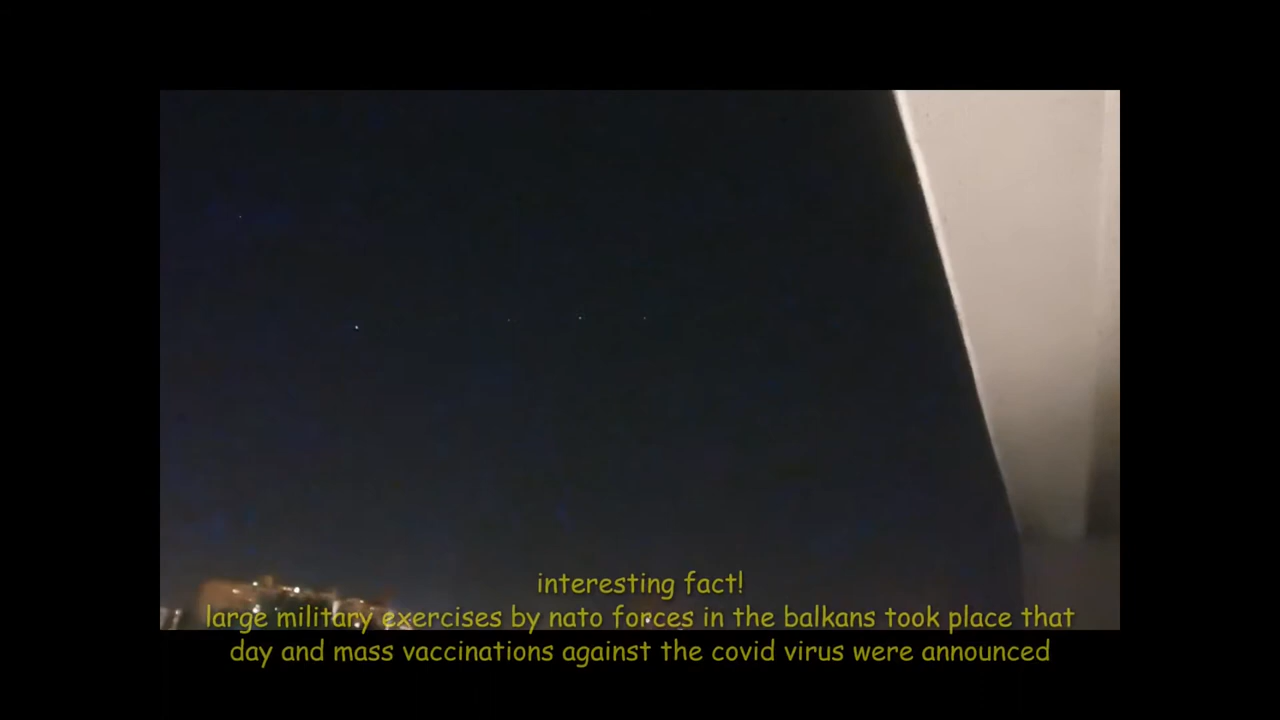 interesting fact!
large military exercises by nato forces in the balkans took place that
day and mass vaccinations against the covid virus were announced